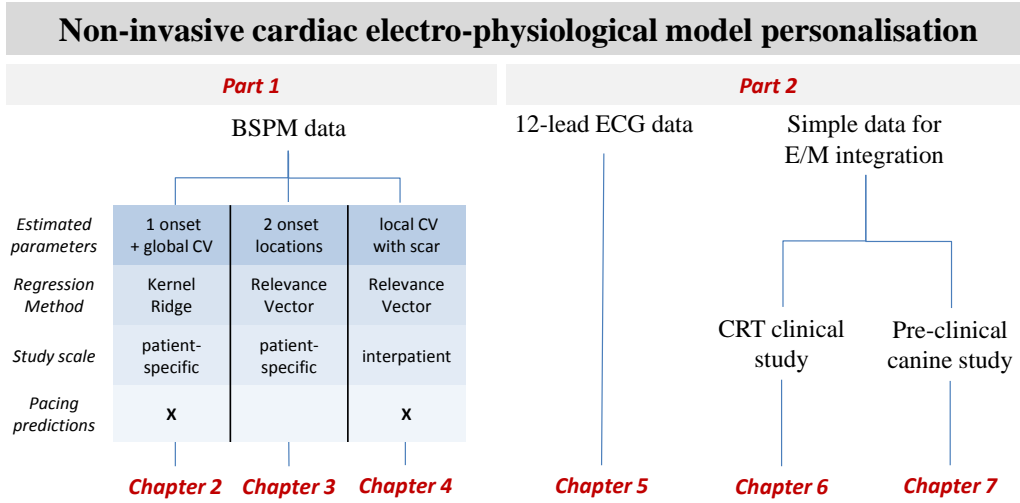 Non-invasive cardiac electro-physiological model personalisation
Part 1
Part 2
BSPM data
12-lead ECG data
Simple data for
E/M integration
Estimated
parameters
1 onset
+ global CV
2 onset
locations
local CV
with scar
Regression
Method
Kernel
Ridge
Relevance
Vector
Relevance
Vector
Study scale
patient-
specific
patient-
specific
interpatient
Pacing
predictions
X
X
CRT clinical
study
Pre-clinical
canine study
Chapter 2
Chapter 3
Chapter 4
Chapter 5
Chapter 6
Chapter 7